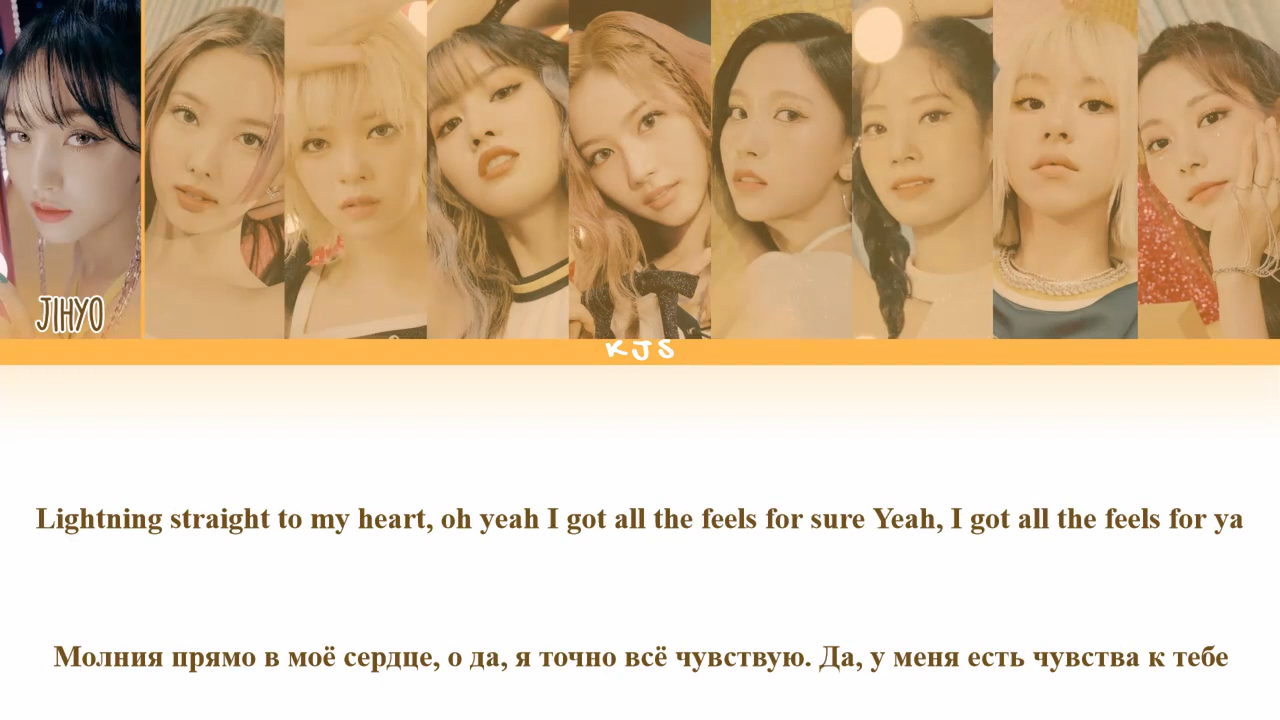 JIHYO
KJS
Lightning straight to my heart, oh yeah I got all the feels for sure Yeah, I got all the feels for ya
Молния прямо в моё сердце, о да, я точно всё чувствую. Да, у меня есть чувства к тебе